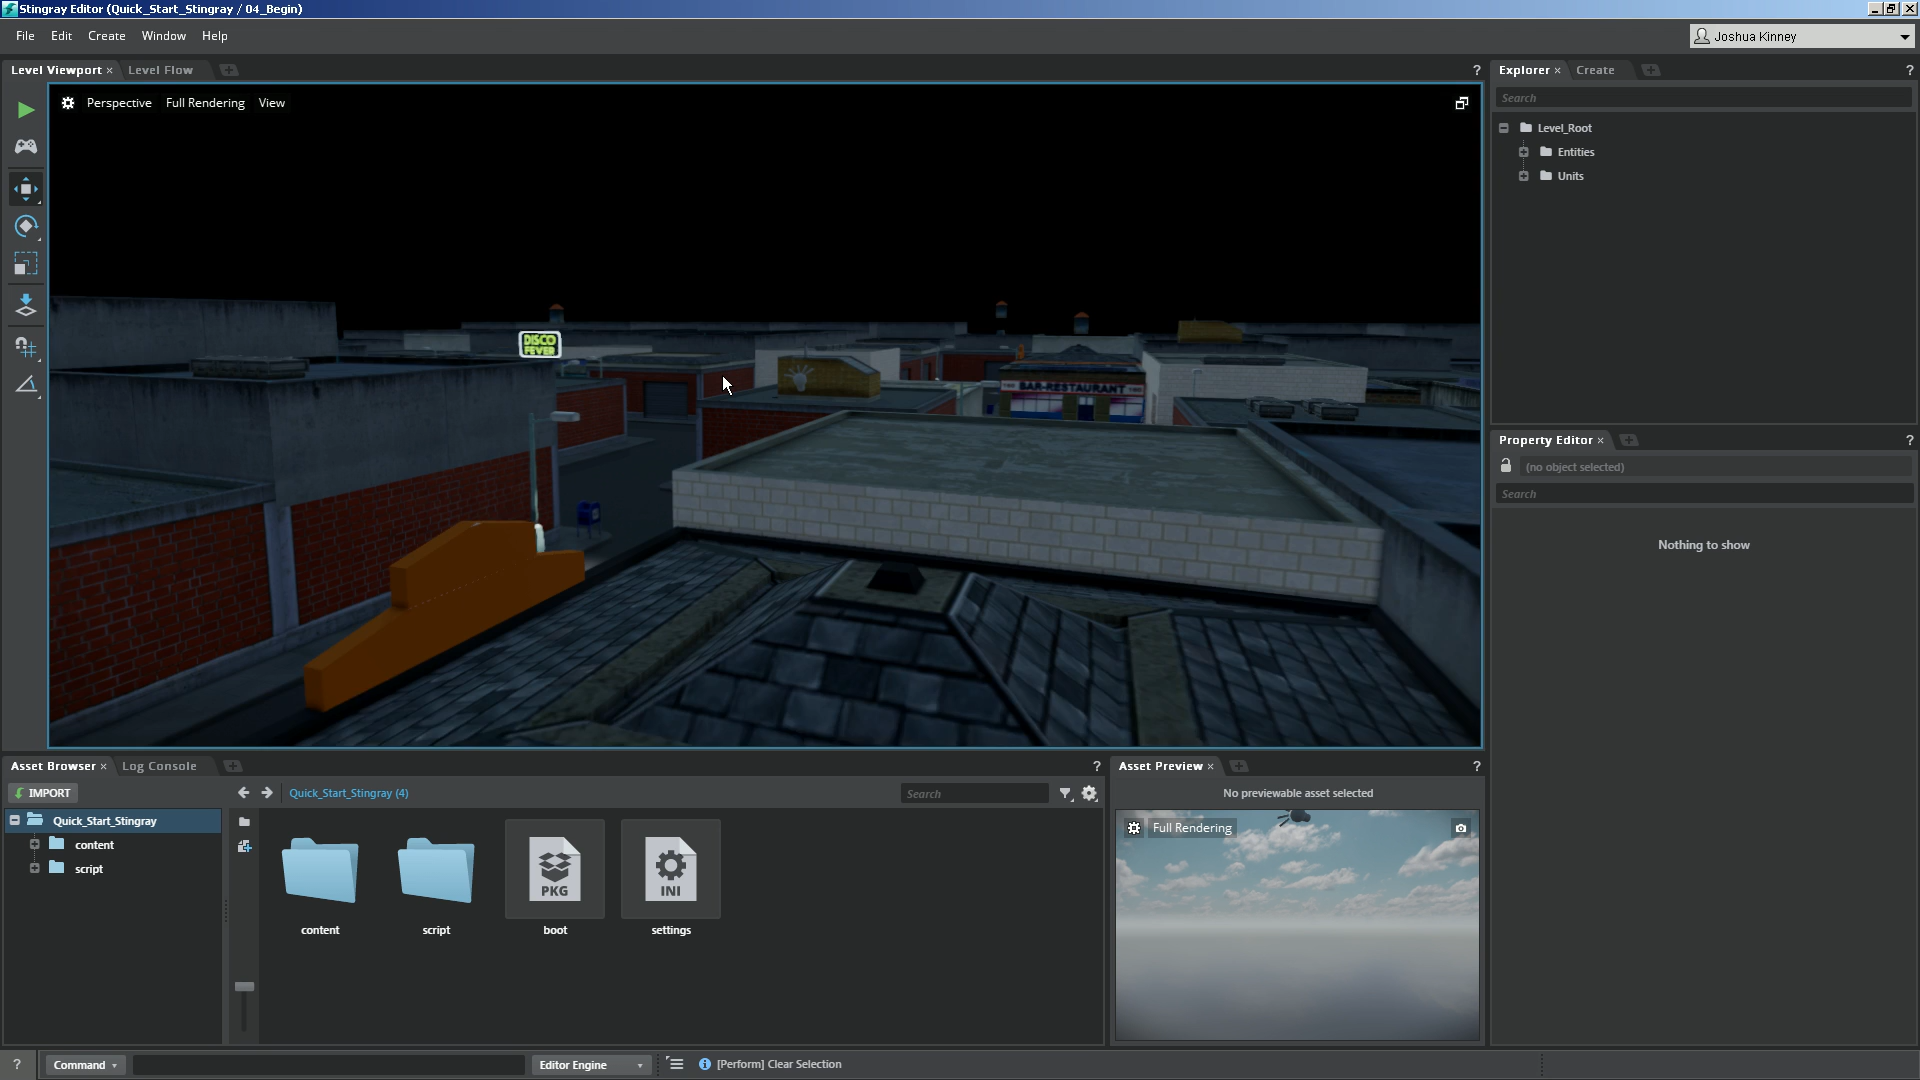 Stingray Editor (Quick_Start_Stingray / 04_Begin)
File Edit Create Window Help
Joshua Kinney
Level Viewport × Level Flow
?
Explorer × Create
?
Perspective Full Rendering View
Search
Level_Root
Entities
Units
DISCO
FEVER
BAR-RESTAURANT
Property Editor ×
?
(no object selected)
Search
Nothing to show
Asset Browser × Log Console
?
IMPORT
Quick_Start_Stingray (4)
Search
Quick_Start_Stingray
content
script
PKG
INI
content
script
boot
settings
Asset Preview ×
?
No previewable asset selected
Full Rendering
?
Command
Editor Engine
[Perform] Clear Selection